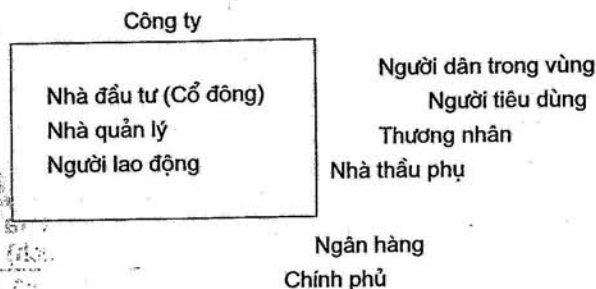 Công ty
Nhà đầu tư (Cổ đông)
Nhà quản lý
Người lao động
Người dân trong vùng
Người tiêu dùng
Thương nhân
Nhà thầu phụ
Ngân hàng
Chính phủ